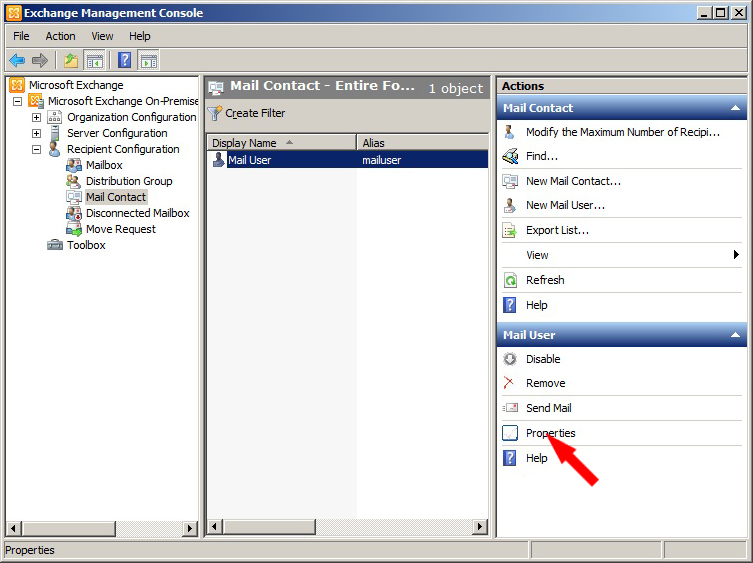 Exchange Management Console
File Action View Help
Microsoft Exchange
Microsoft Exchange On-Premise
Organization Configuration
Server Configuration
Recipient Configuration
Mailbox
Distribution Group
Mail Contact
Disconnected Mailbox
Move Request
Toolbox
Mail Contact - Entire Fo... 1 object
Create Filter
Display Name Alias
Mail User mailuser
Actions
Mail Contact
Modify the Maximum Number of Recipi...
Find...
New Mail Contact...
New Mail User...
Export List...
View
Refresh
Help
Mail User
Disable
Remove
Send Mail
Properties
Help
Properties